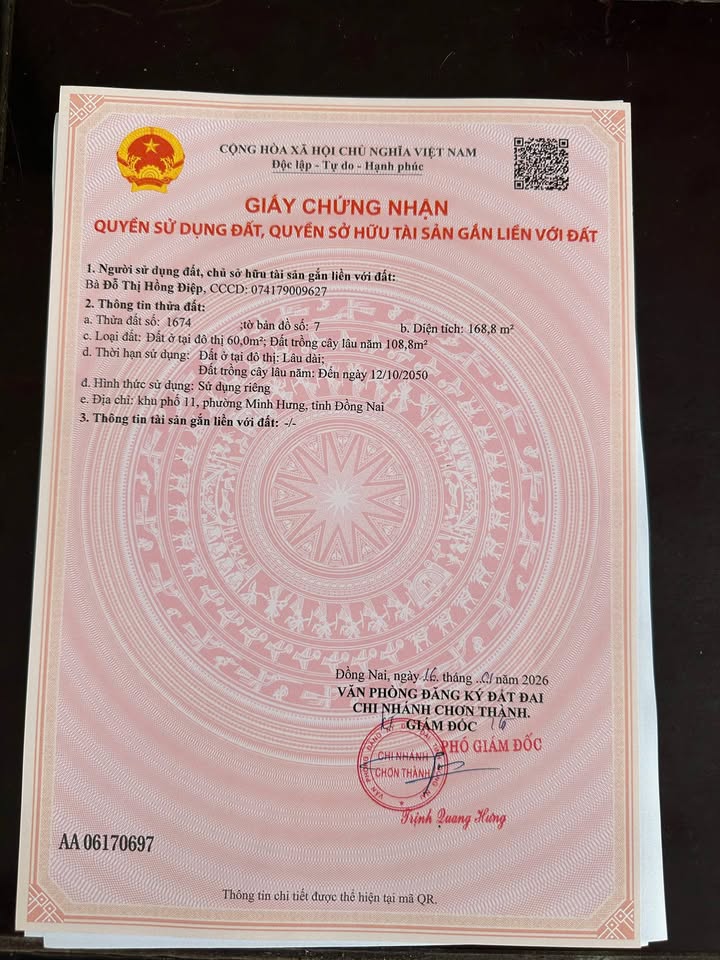 CỘNG HÒA XÃ HỘI CHỦ NGHĨA VIỆT NAM
Độc lập - Tự do - Hạnh phúc
GIẤY CHỨNG NHẬN
QUYỀN SỬ DỤNG ĐẤT, QUYỀN SỞ HỮU TÀI SẢN GẮN LIỀN VỚI ĐẤT
1. Người sử dụng đất, chủ sở hữu tài sản gắn liền với đất:
Bà Đỗ Thị Hồng Điệp, CCCD: 074179009627
2. Thông tin thửa đất:
a. Thửa đất số: 1674 ;tờ bản đồ số: 7 b. Diện tích: 168,8 m²
c. Loại đất: Đất ở tại đô thị 60,0m²; Đất trồng cây lâu năm 108,8m²
d. Thời hạn sử dụng: Đất ở tại đô thị: Lâu dài;
Đất trồng cây lâu năm: Đến ngày 12/10/2050
đ. Hình thức sử dụng: Sử dụng riêng
e. Địa chỉ: khu phố 11, phường Minh Hưng, tỉnh Đồng Nai
3. Thông tin tài sản gắn liền với đất: -/-
Đồng Nai, ngày 16 tháng .01 năm 2026
VĂN PHÒNG ĐĂNG KÝ ĐẤT ĐAI
CHI NHÁNH CHƠN THÀNH.
GIÁM ĐỐC
PHÓ GIÁM ĐỐC
CHI NHÁNH
CHƠN THÀNH
Trịnh Quang Hưng
AA 06170697
Thông tin chi tiết được thể hiện tại mã QR.